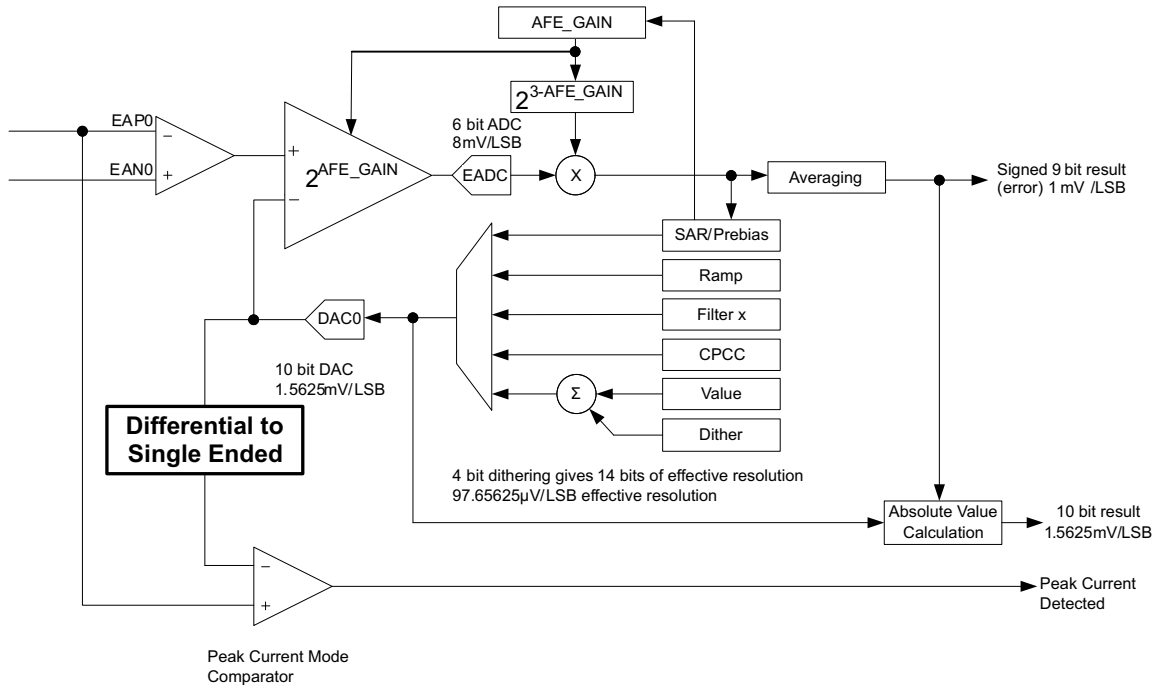 AFE_GAIN
2^3-AFE_GAIN
EAP0
−
EAN0
+
+
2^AFE_GAIN
−
6 bit ADC
8mV/LSB
EADC
X
Averaging
Signed 9 bit result
(error) 1 mV /LSB
SAR/Prebias
Ramp
Filter x
CPCC
Value
Dither
Σ
DAC0
10 bit DAC
1.5625mV/LSB
Differential to
Single Ended
4 bit dithering gives 14 bits of effective resolution
97.65625µV/LSB effective resolution
Absolute Value
Calculation
10 bit result
1.5625mV/LSB
−
+
Peak Current
Detected
Peak Current Mode
Comparator